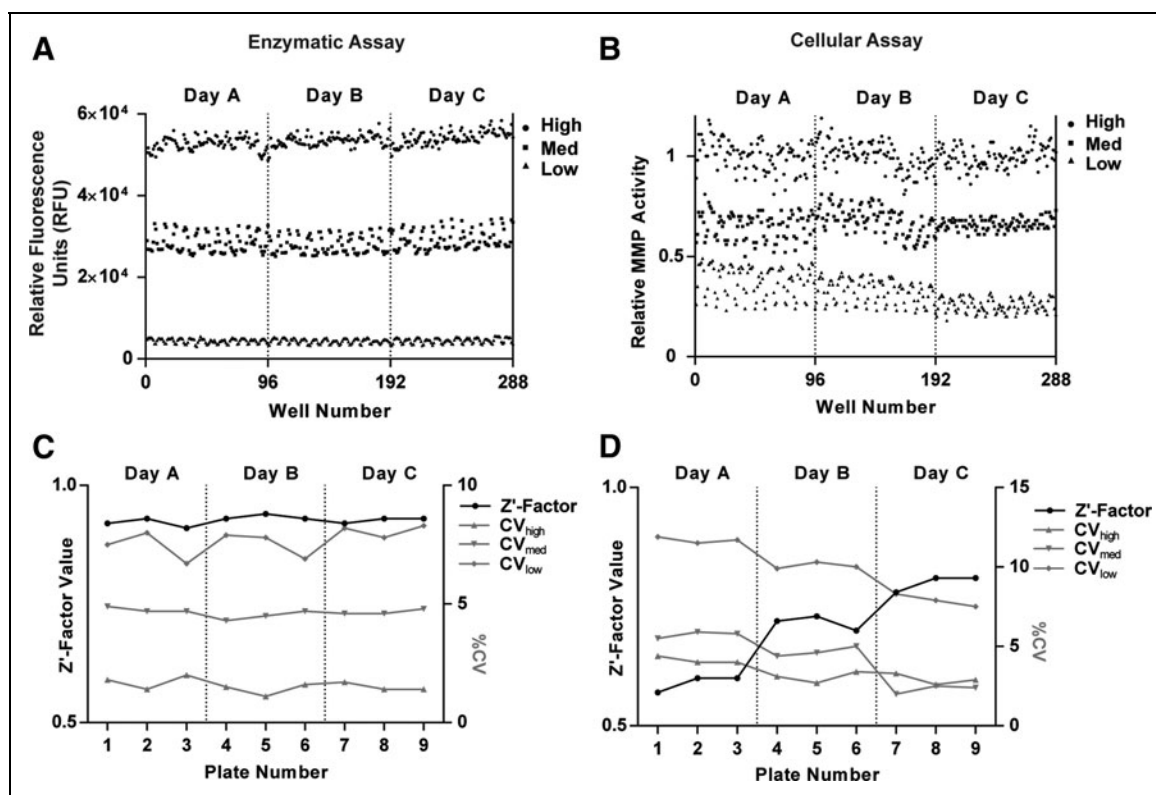 A
Enzymatic Assay
Day A Day B Day C
6×10⁴
4×10⁴
2×10⁴
0
Relative Fluorescence
Units (RFU)
High
Med
Low
0 96 192 288
Well Number
B
Cellular Assay
Day A Day B Day C
1
0.5
0
Relative MMP Activity
High
Med
Low
0 96 192 288
Well Number
C
Day A Day B Day C
1.0
0.5
Z'-Factor Value
10
5
0
%CV
Z'-Factor
CVhigh
CVmed
CVlow
1 2 3 4 5 6 7 8 9
Plate Number
D
Day A Day B Day C
1.0
0.5
Z'-Factor Value
15
10
5
0
%CV
Z'-Factor
CVhigh
CVmed
CVlow
1 2 3 4 5 6 7 8 9
Plate Number